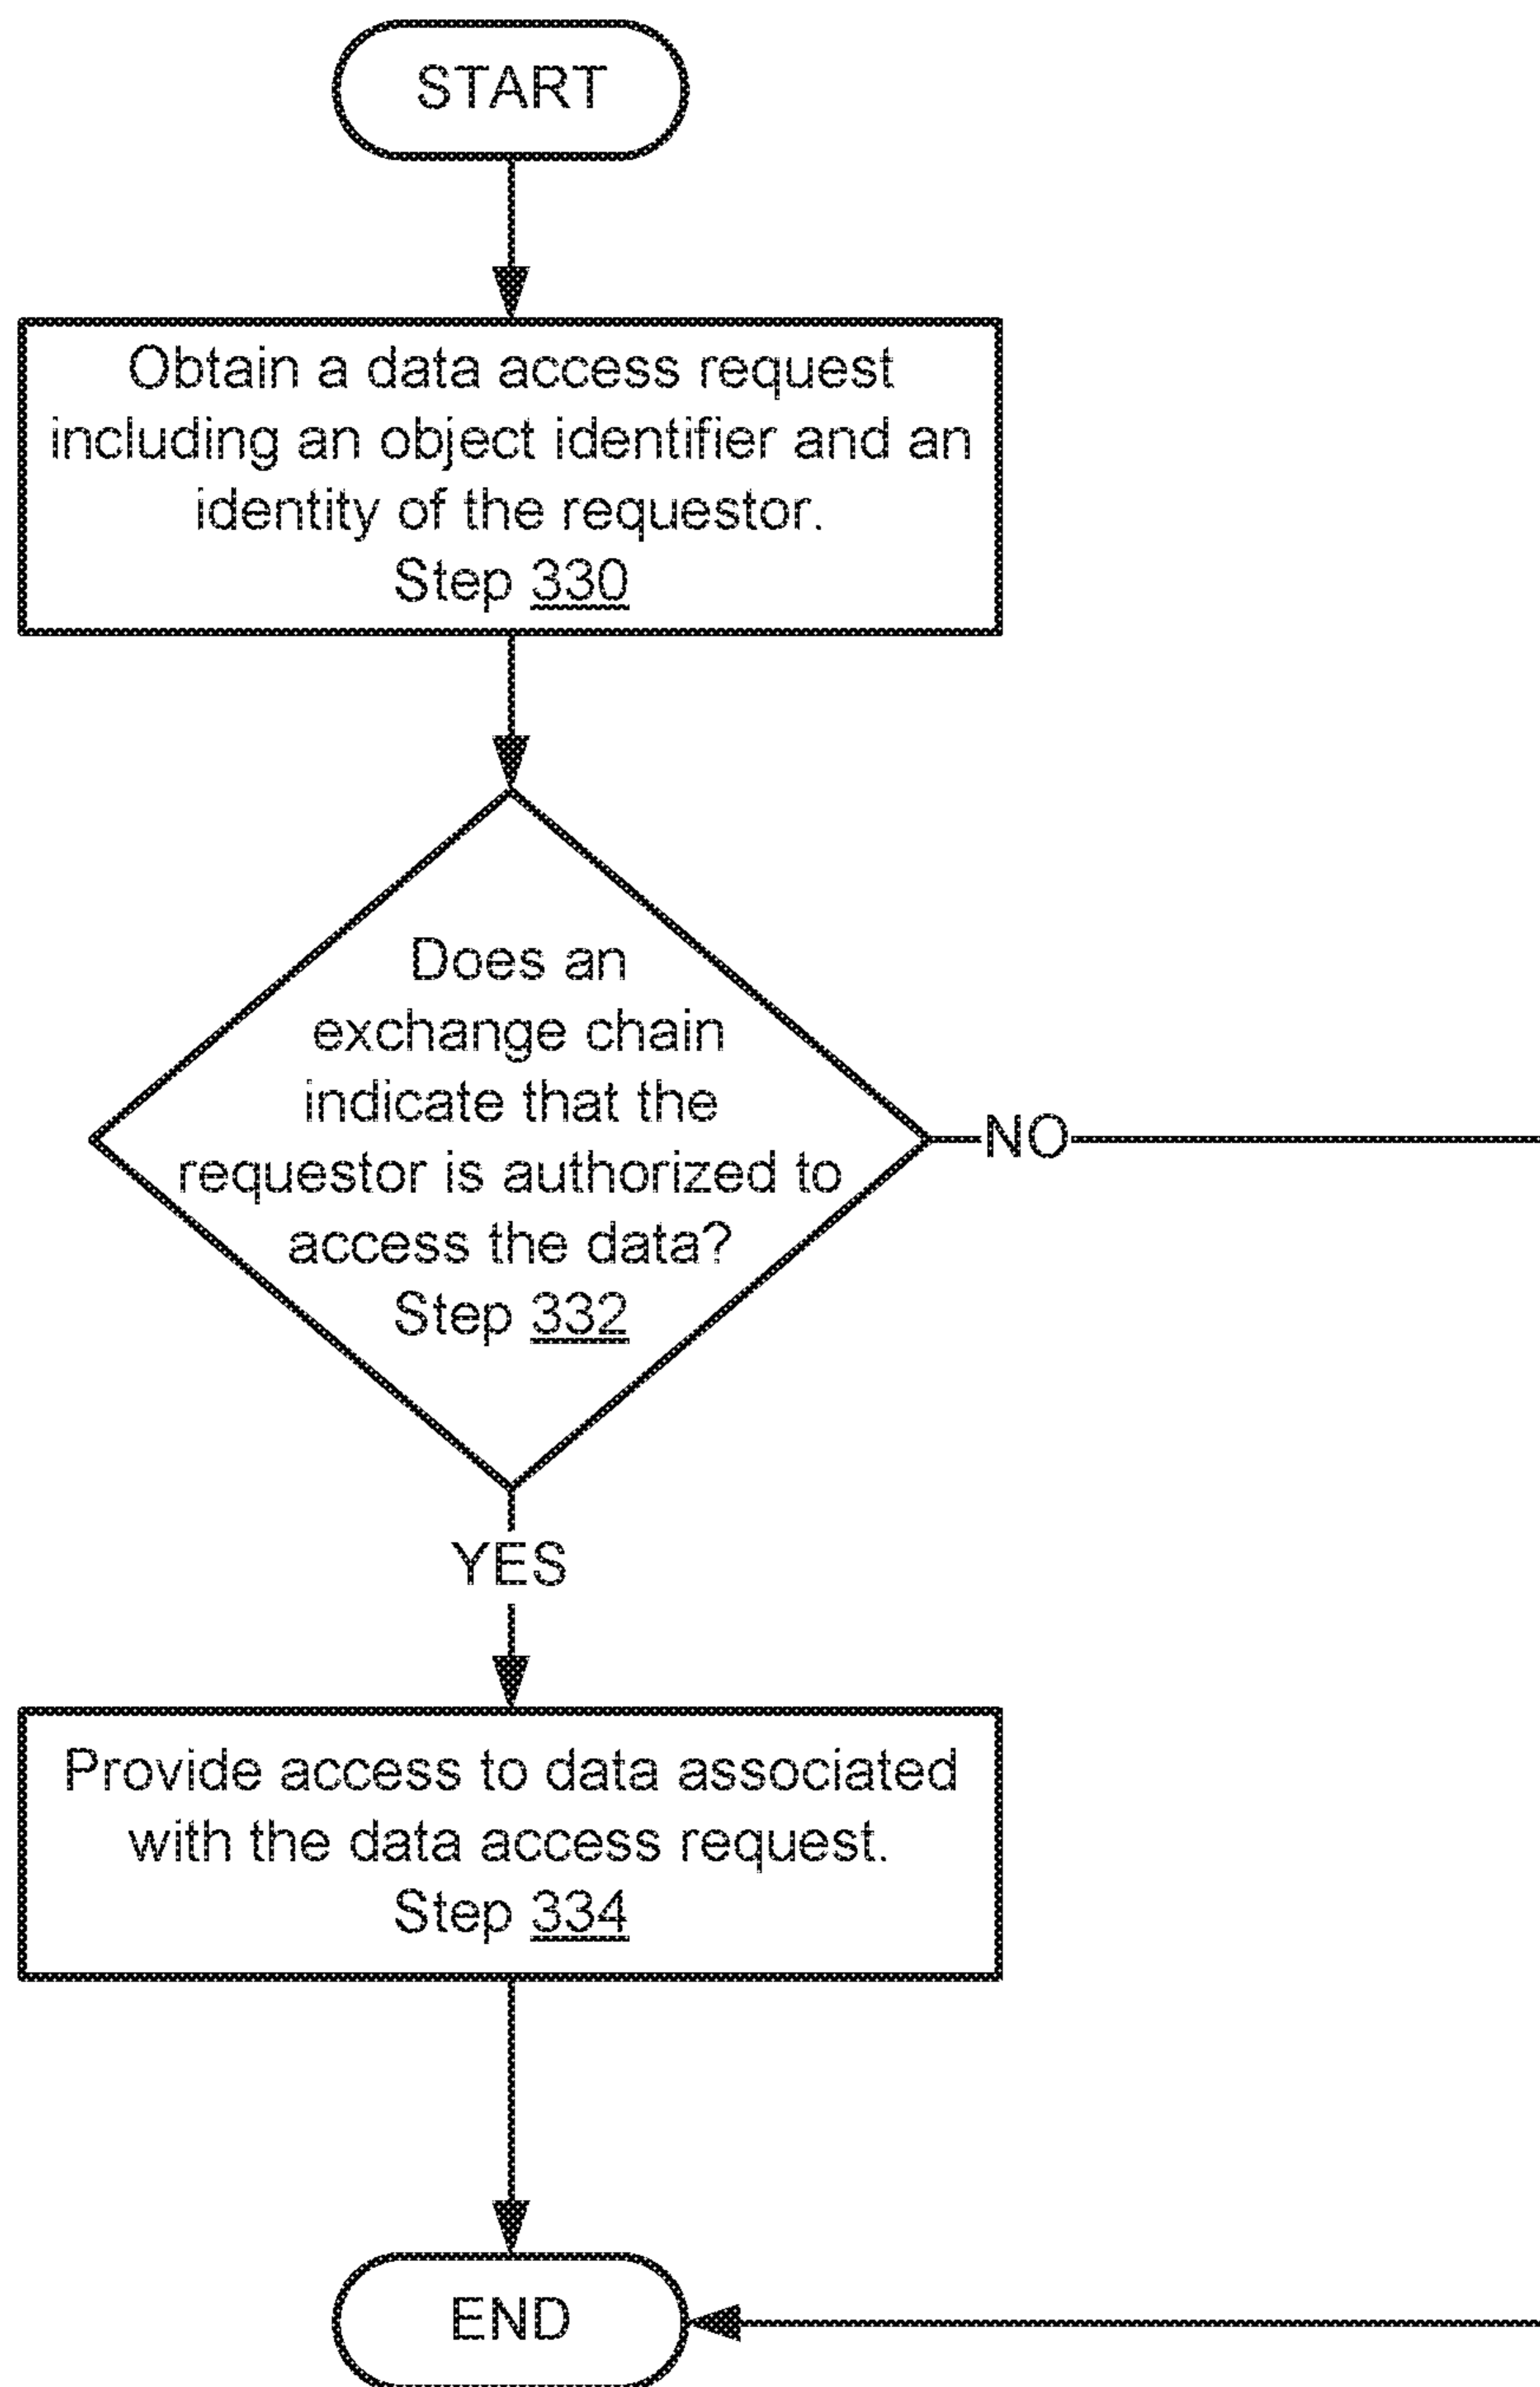 START
Obtain a data access request
including an object identifier and an
identity of the requestor.
Step 330
Does an
exchange chain
indicate that the
requestor is authorized to
access the data?
Step 332
NO
YES
Provide access to data associated
with the data access request.
Step 334
END